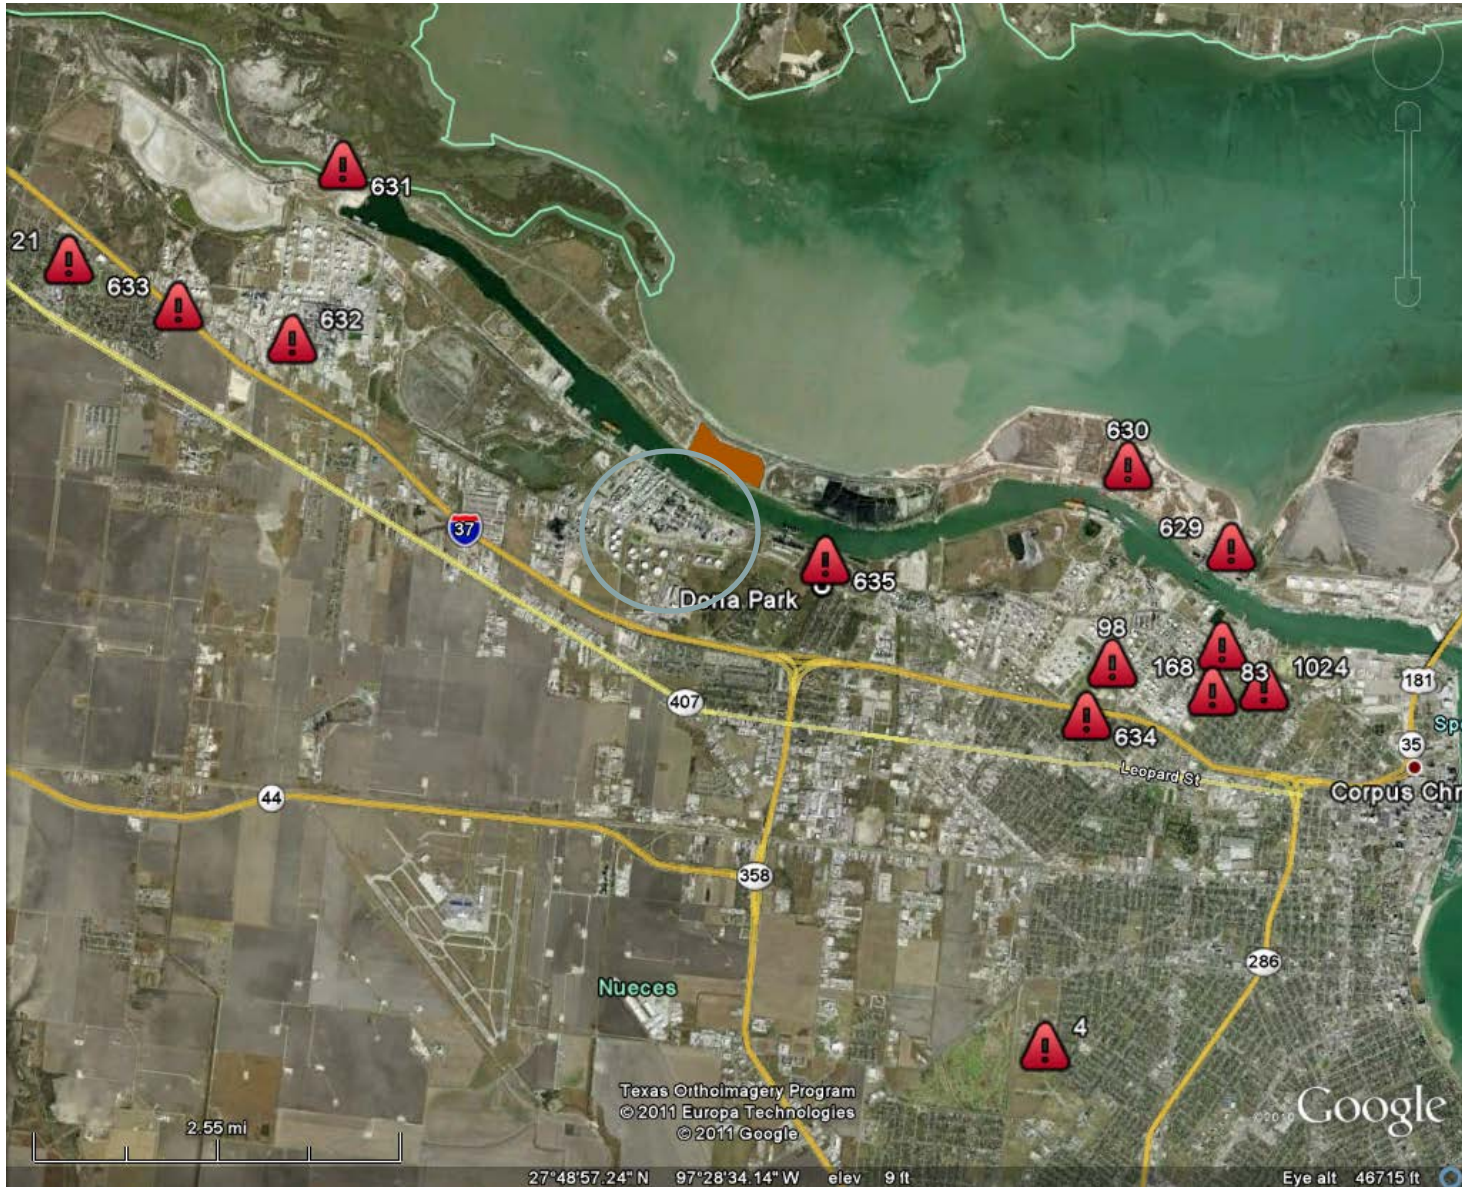 631
21
633
632
37
630
629
635
Dona Park
98
168
83
1024
181
407
634
35
Leopard St
44
Corpus Chr
358
286
Nueces
4
Texas Orthoimagery Program
© 2011 Europa Technologies
© 2011 Google
©2010 Google
2.55 mi
27°48'57.24" N 97°28'34.14" W elev 9 ft
Eye alt 46715 ft